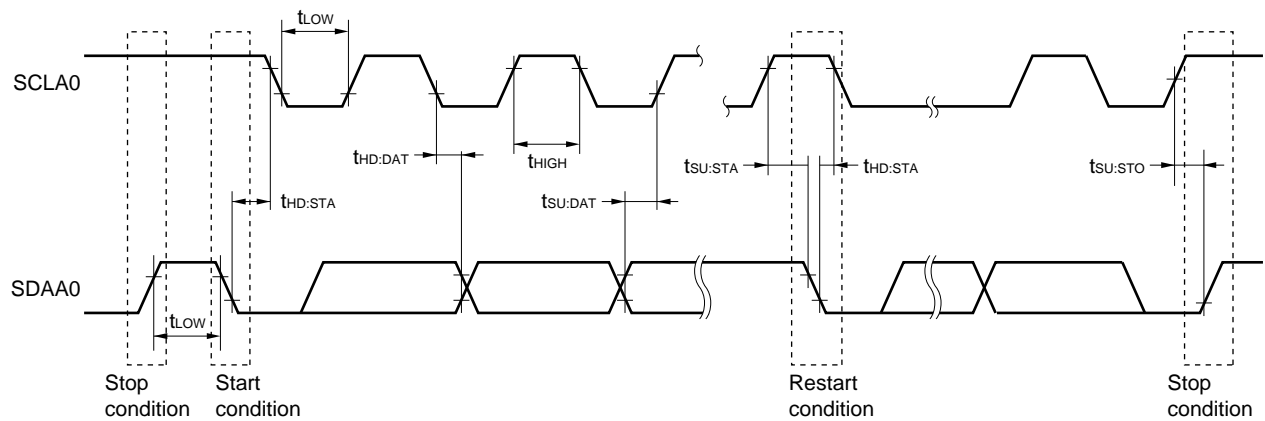 tLOW
SCLA0
tHD:DAT
tHIGH
tSU:STA
tHD:STA
tSU:STO
tHD:STA
tSU:DAT
SDAA0
tLOW
Stop
condition
Start
condition
Restart
condition
Stop
condition